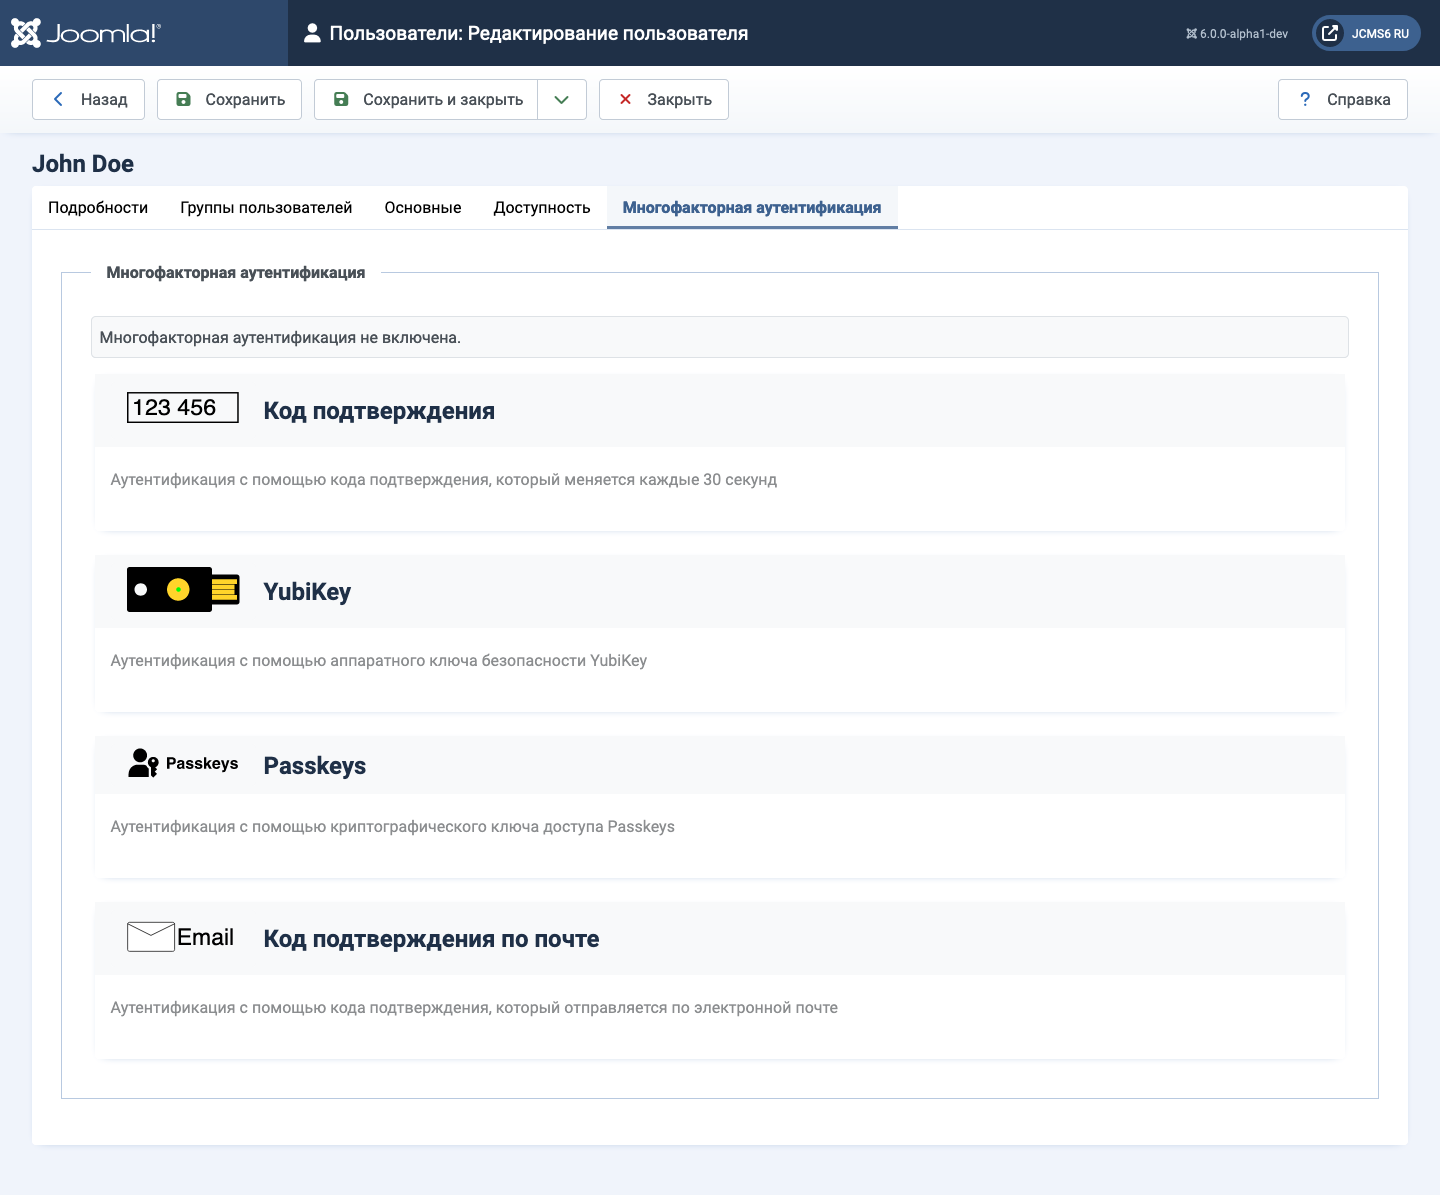 Joomla!®
Пользователи: Редактирование пользователя
6.0.0-alpha1-dev
JCMS6 RU
Назад
Сохранить
Сохранить и закрыть
Закрыть
? Справка
John Doe
Подробности
Группы пользователей
Основные
Доступность
Многофакторная аутентификация
Многофакторная аутентификация
Многофакторная аутентификация не включена.
123 456
Код подтверждения
Аутентификация с помощью кода подтверждения, который меняется каждые 30 секунд
YubiKey
Аутентификация с помощью аппаратного ключа безопасности YubiKey
Passkeys
Passkeys
Аутентификация с помощью криптографического ключа доступа Passkeys
Email
Код подтверждения по почте
Аутентификация с помощью кода подтверждения, который отправляется по электронной почте